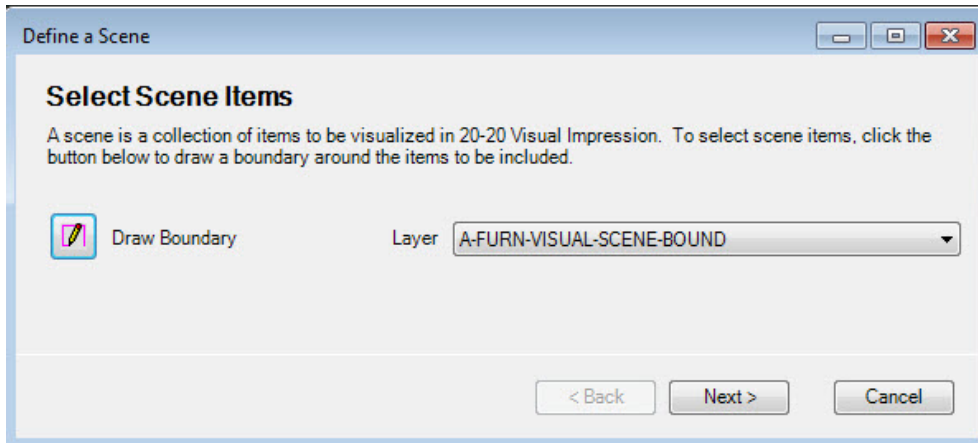 Define a Scene
Select Scene Items
A scene is a collection of items to be visualized in 20-20 Visual Impression. To select scene items, click the
button below to draw a boundary around the items to be included.
Draw Boundary Layer A-FURN-VISUAL-SCENE-BOUND
< Back Next > Cancel